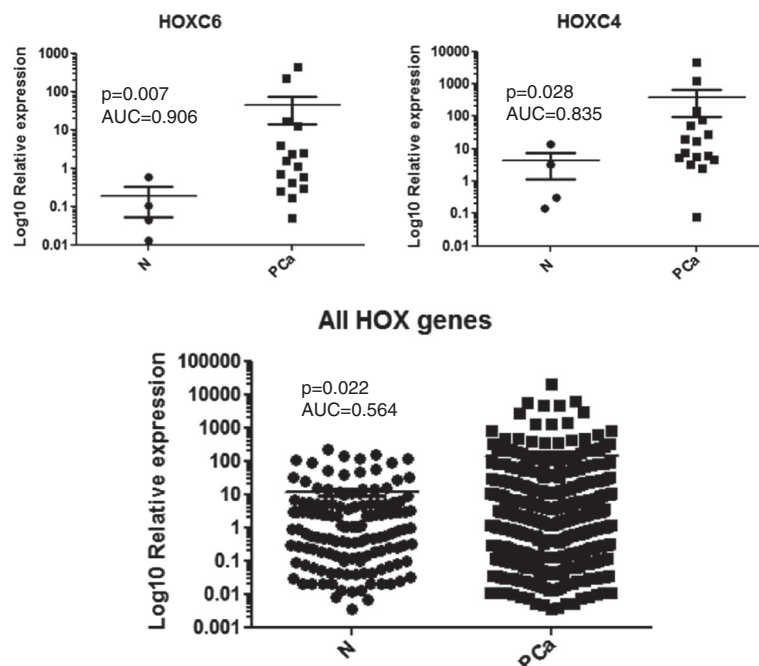 HOXC6
Log10 Relative expression
1000
100
10
1
0.1
0.01
p=0.007
AUC=0.906
N
PCa
HOXC4
Log10 Relative expression
10000
1000
100
10
1
0.1
0.01
p=0.028
AUC=0.835
N
PCa
All HOX genes
Log10 Relative expression
100000
10000
1000
100
10
1
0.1
0.01
0.001
p=0.022
AUC=0.564
N
PCa